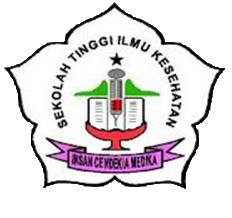 SEKOLAH TINGGI ILMU KESEHATAN
INSAN CENDEKIA MEDIKA